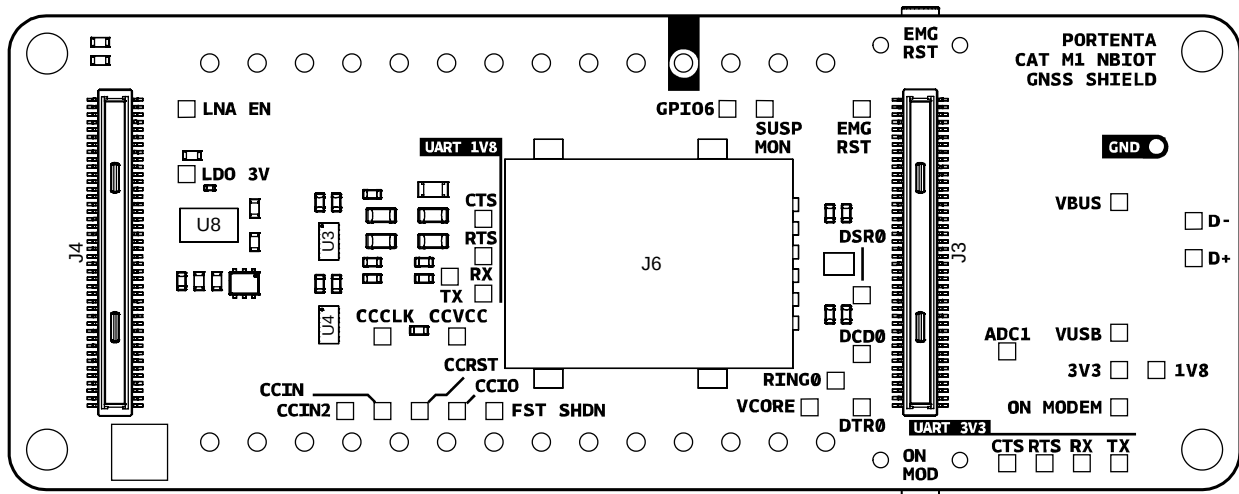 EMG
RST
PORTENTA
CAT M1 NBIOT
GNSS SHIELD
LNA EN
GPIO6
SUSP
MON
EMG
RST
UART 1V8
GND
LDO 3V
CTS
VBUS
U8
D-
RTS
DSR0
U3
J4
J6
J3
D+
RX
TX
CCCLK
CCVCC
U4
DCD0
ADC1
VUSB
CCRST
3V3
1V8
CCIN
CCIO
RING0
CCIN2
FST SHDN
VCORE
ON MODEM
DTR0
UART 3V3
CTS RTS RX TX
ON
MOD